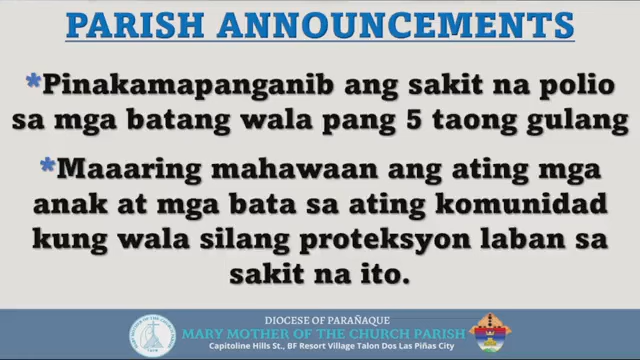 PARISH ANNOUNCEMENTS
*Pinakamapanganib ang sakit na polio
sa mga batang wala pang 5 taong gulang
*Maaaring mahawaan ang ating mga
anak at mga bata sa ating komunidad
kung wala silang proteksyon laban sa
sakit na ito.
DIOCESE OF PARAÑAQUE
MARY MOTHER OF THE CHURCH PARISH
Capitoline Hills St., BF Resort Village Talon Dos Las Piñas City